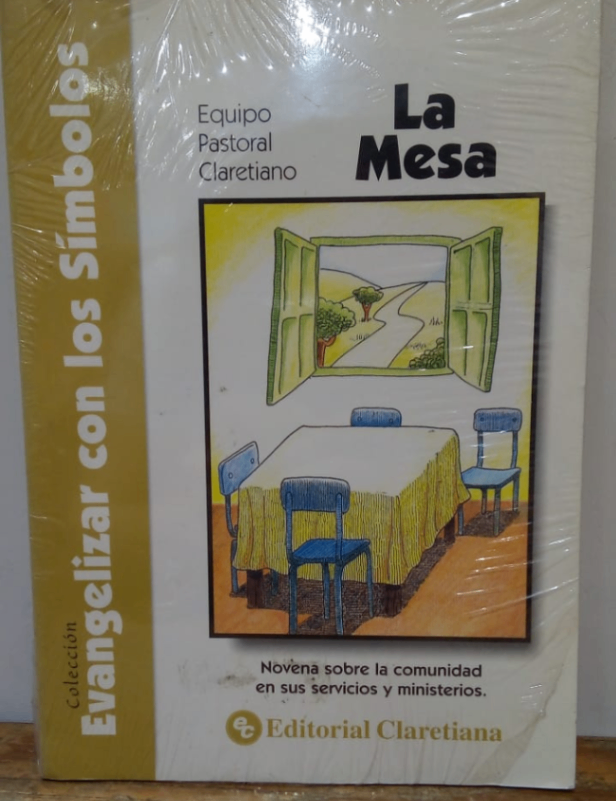 Colección
Evangelizar con los Símbolos
Equipo
Pastoral
Claretiano
La
Mesa
Novena sobre la comunidad
en sus servicios y ministerios.
ec Editorial Claretiana